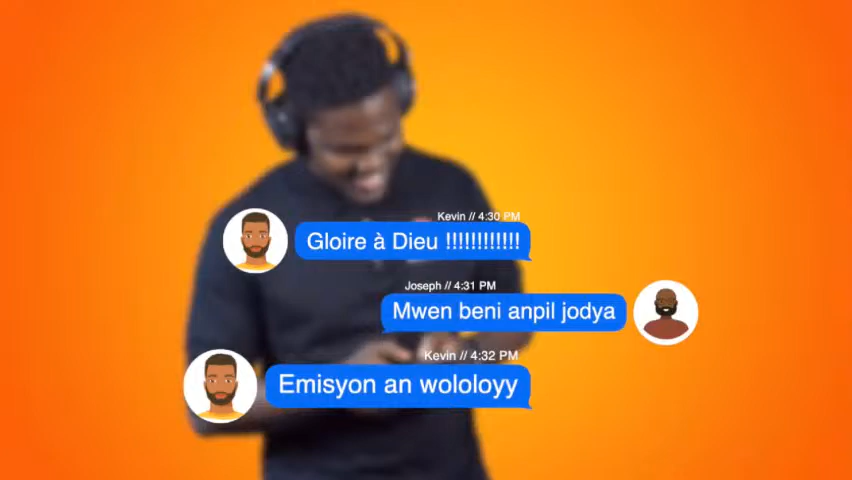 Kevin // 4:30 PM
Gloire à Dieu !!!!!!!!!!!!
Joseph // 4:31 PM
Mwen beni anpil jodya
Kevin // 4:32 PM
Emisyon an wololoyy